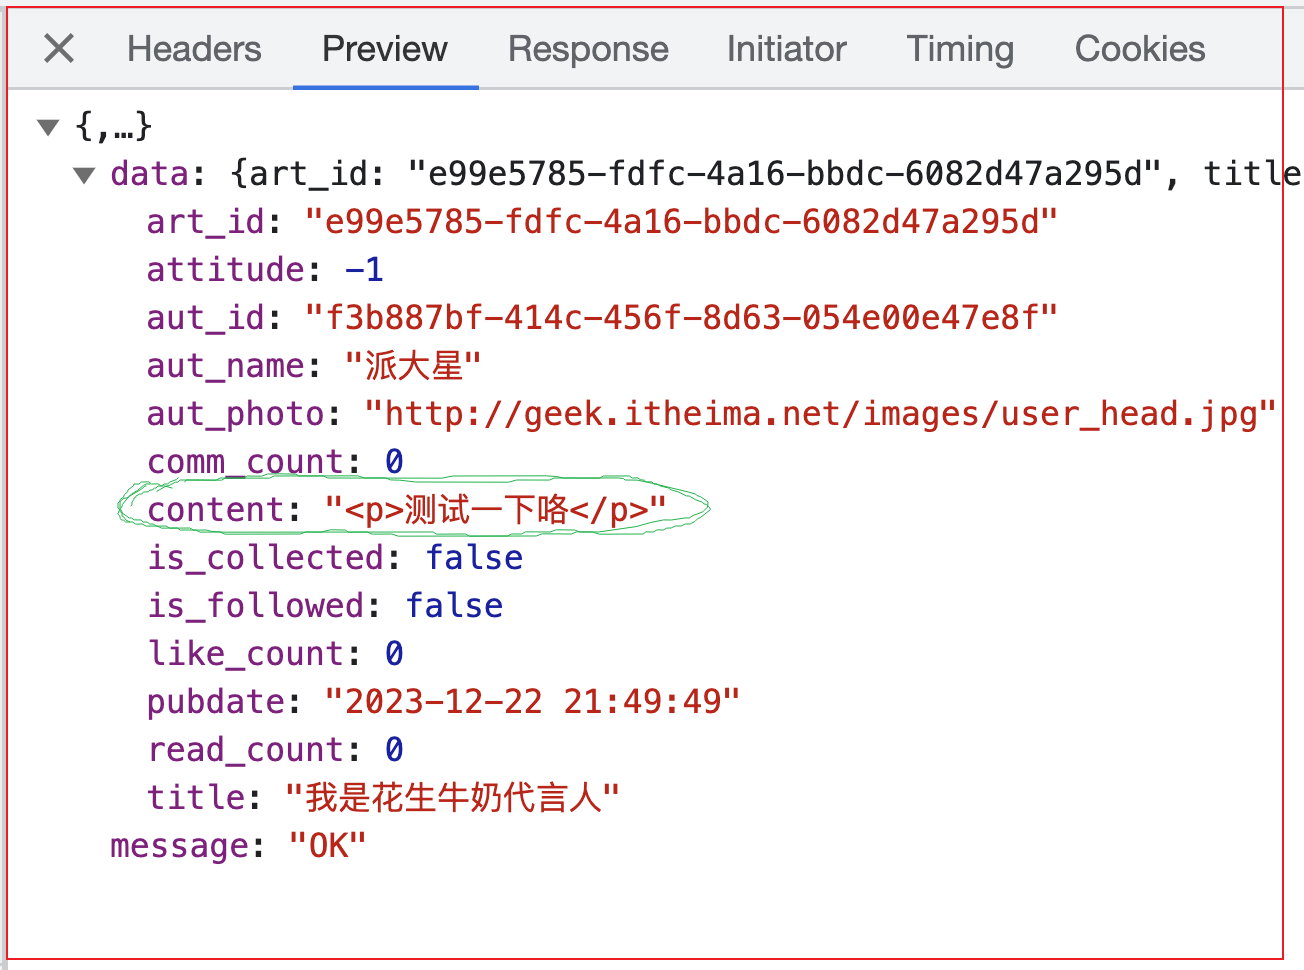 Headers Preview Response Initiator Timing Cookies
{,…}
data: {art_id: "e99e5785-fdfc-4a16-bbdc-6082d47a295d", title
art_id: "e99e5785-fdfc-4a16-bbdc-6082d47a295d"
attitude: -1
aut_id: "f3b887bf-414c-456f-8d63-054e00e47e8f"
aut_name: "派大星"
aut_photo: "http://geek.itheima.net/images/user_head.jpg"
comm_count: 0
content: "<p>测试一下咯</p>"
is_collected: false
is_followed: false
like_count: 0
pubdate: "2023-12-22 21:49:49"
read_count: 0
title: "我是花生牛奶代言人"
message: "OK"